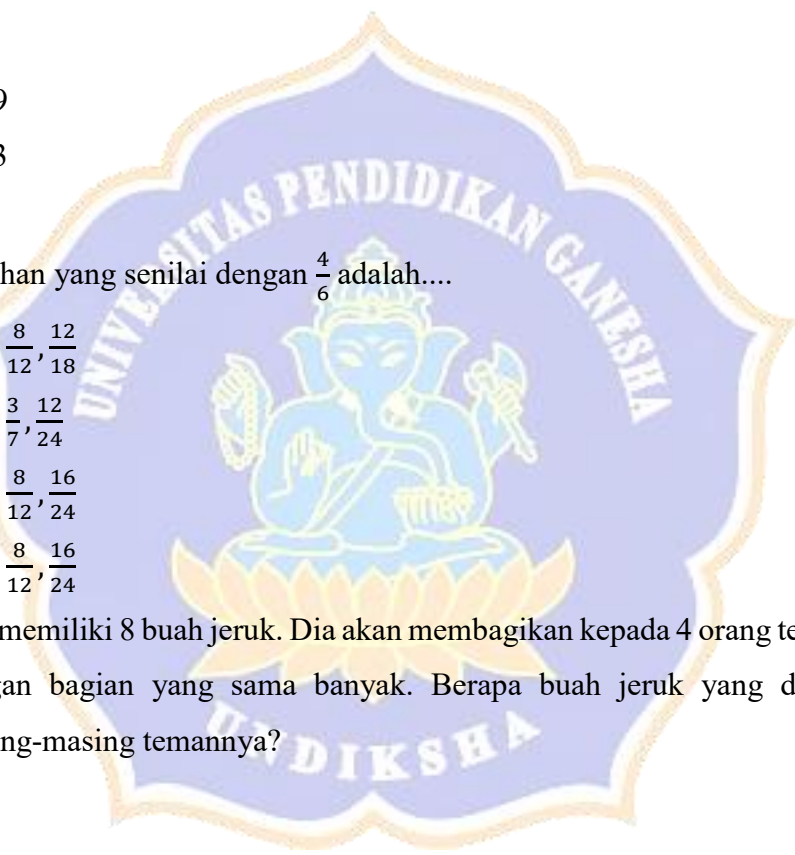 9
3
UNIVERSITAS PENDIDIKAN GANESHA
han yang senilai dengan 4/6 adalah....
8/12, 12/18
3/7, 12/24
8/12, 16/24
8/12, 16/24
memiliki 8 buah jeruk. Dia akan membagikan kepada 4 orang te
gan bagian yang sama banyak. Berapa buah jeruk yang d
ng-masing temannya?
UNDIKSHA